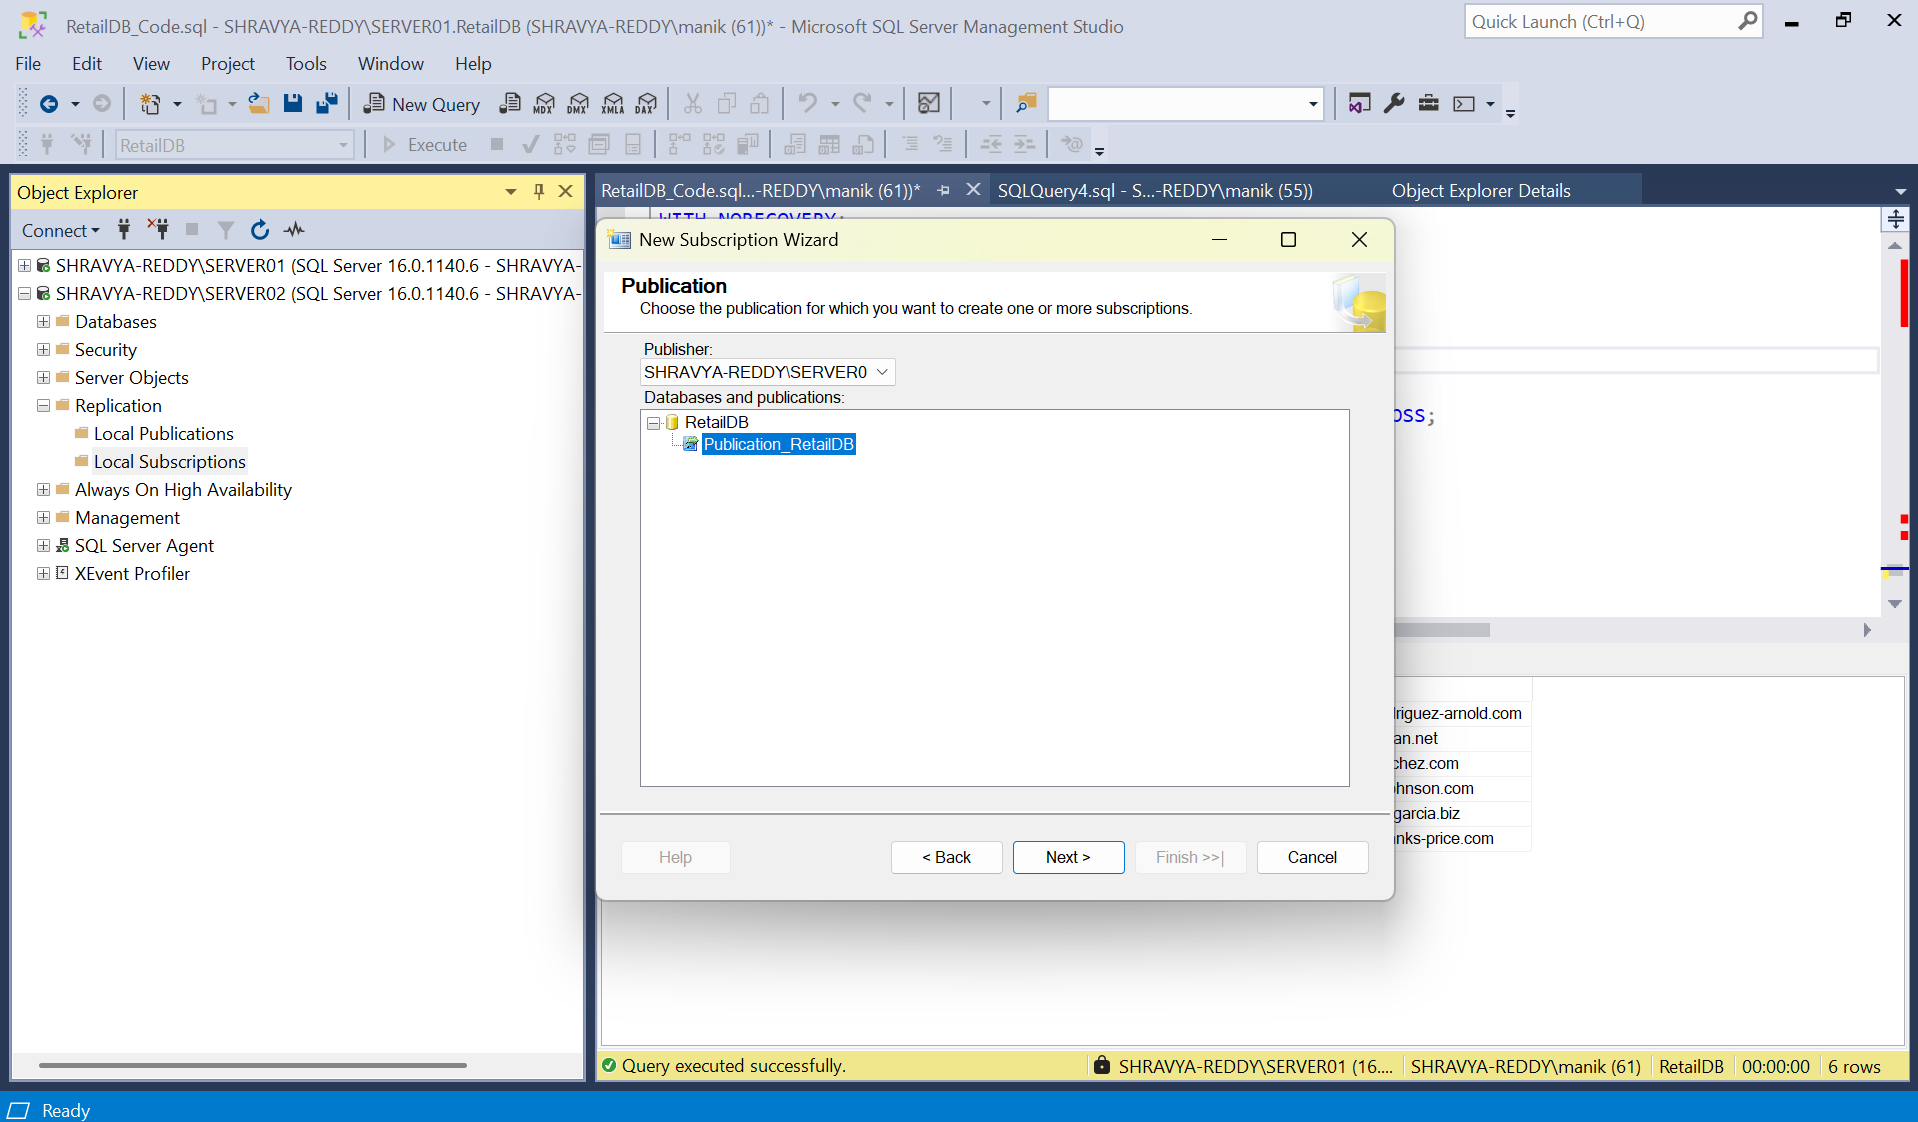 RetailDB_Code.sql - SHRAVYA-REDDY\SERVER01.RetailDB (SHRAVYA-REDDY\manik (61))* - Microsoft SQL Server Management Studio
Quick Launch (Ctrl+Q)
File Edit View Project Tools Window Help
New Query MDX DMX XMLA DAX
RetailDB Execute
Object Explorer
RetailDB_Code.sql...-REDDY\manik (61))* SQLQuery4.sql - S...-REDDY\manik (55)) Object Explorer Details
Connect
WITH NORECOVERY;
SHRAVYA-REDDY\SERVER01 (SQL Server 16.0.1140.6 - SHRAVYA-
SHRAVYA-REDDY\SERVER02 (SQL Server 16.0.1140.6 - SHRAVYA-
Databases
Security
Server Objects
Replication
Local Publications
Local Subscriptions
Always On High Availability
Management
SQL Server Agent
XEvent Profiler
New Subscription Wizard
Publication
Choose the publication for which you want to create one or more subscriptions.
Publisher:
SHRAVYA-REDDY\SERVER0
Databases and publications:
RetailDB
Publication_RetailDB
Help < Back Next > Finish >>| Cancel
oss;
driguez-arnold.com
an.net
chez.com
ohnson.com
garcia.biz
nks-price.com
Query executed successfully. SHRAVYA-REDDY\SERVER01 (16.... SHRAVYA-REDDY\manik (61) RetailDB 00:00:00 6 rows
Ready